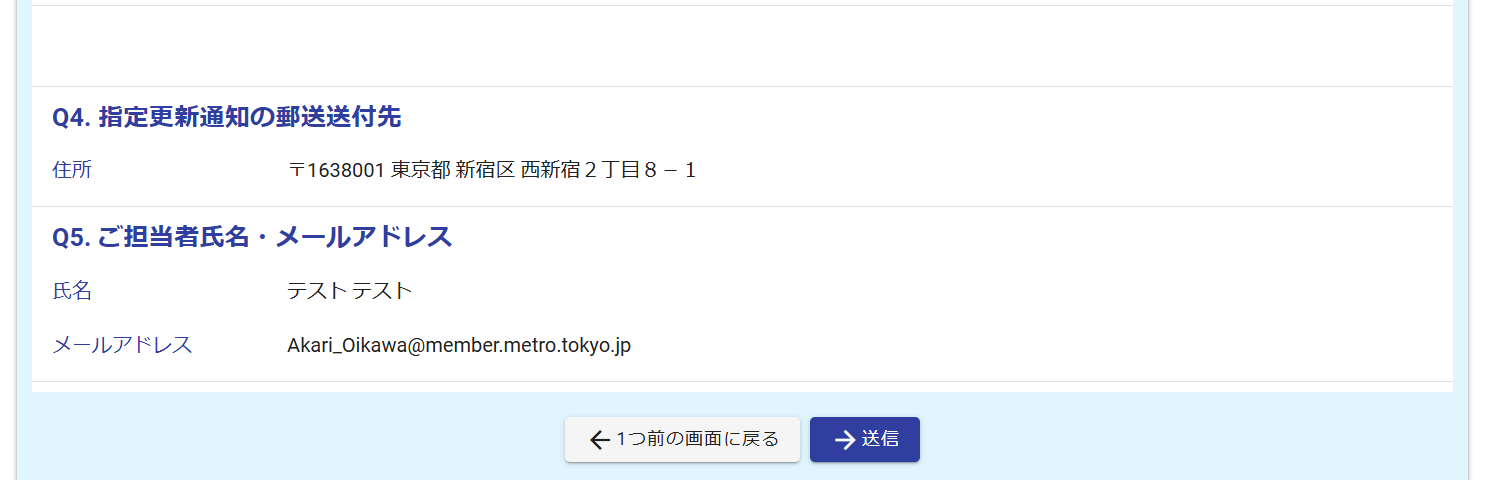 Q4. 指定更新通知の郵送送付先
住所 〒1638001 東京都 新宿区 西新宿２丁目８－１
Q5. ご担当者氏名・メールアドレス
氏名 テスト テスト
メールアドレス Akari_Oikawa@member.metro.tokyo.jp
← 1つ前の画面に戻る → 送信